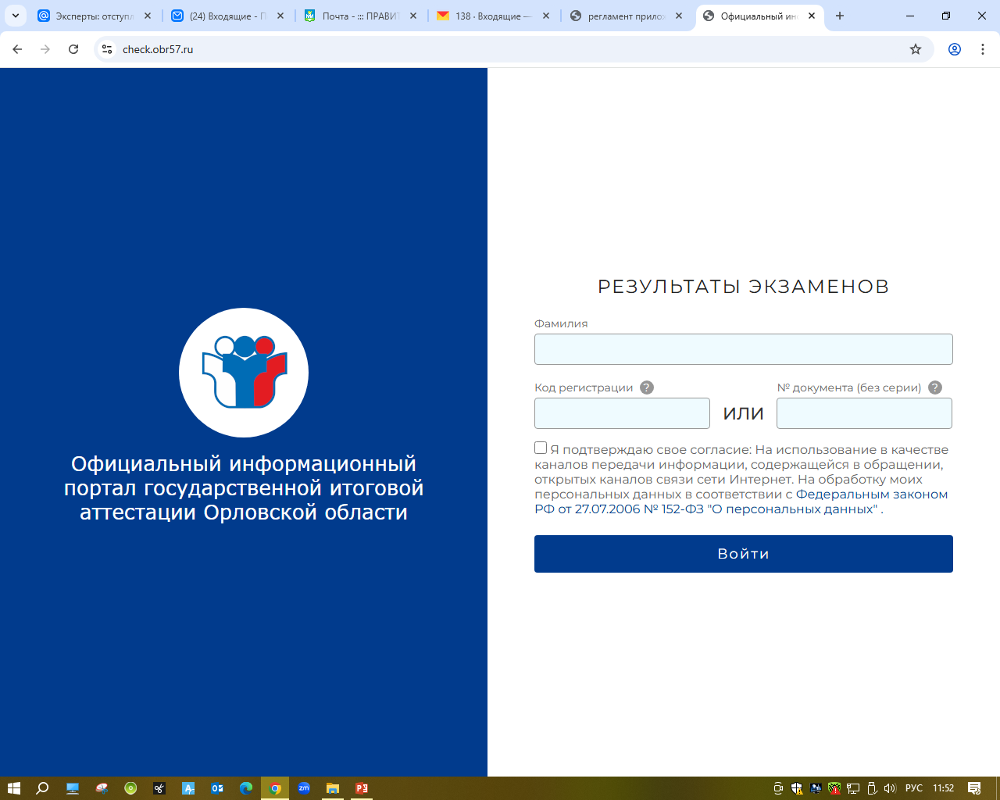 Эксперты: отступл
(24) Входящие - П
Почта - ::: ПРАВИТ
138 · Входящие —
регламент прилож
Официальный ин
check.obr57.ru
РЕЗУЛЬТАТЫ ЭКЗАМЕНОВ
Фамилия
Код регистрации ?
№ документа (без серии) ?
ИЛИ
Я подтверждаю свое согласие: На использование в качестве
каналов передачи информации, содержащейся в обращении,
открытых каналов связи сети Интернет. На обработку моих
персональных данных в соответствии с Федеральным законом
РФ от 27.07.2006 № 152-ФЗ "О персональных данных" .
Войти
Официальный информационный
портал государственной итоговой
аттестации Орловской области
zm
РУС
11:52